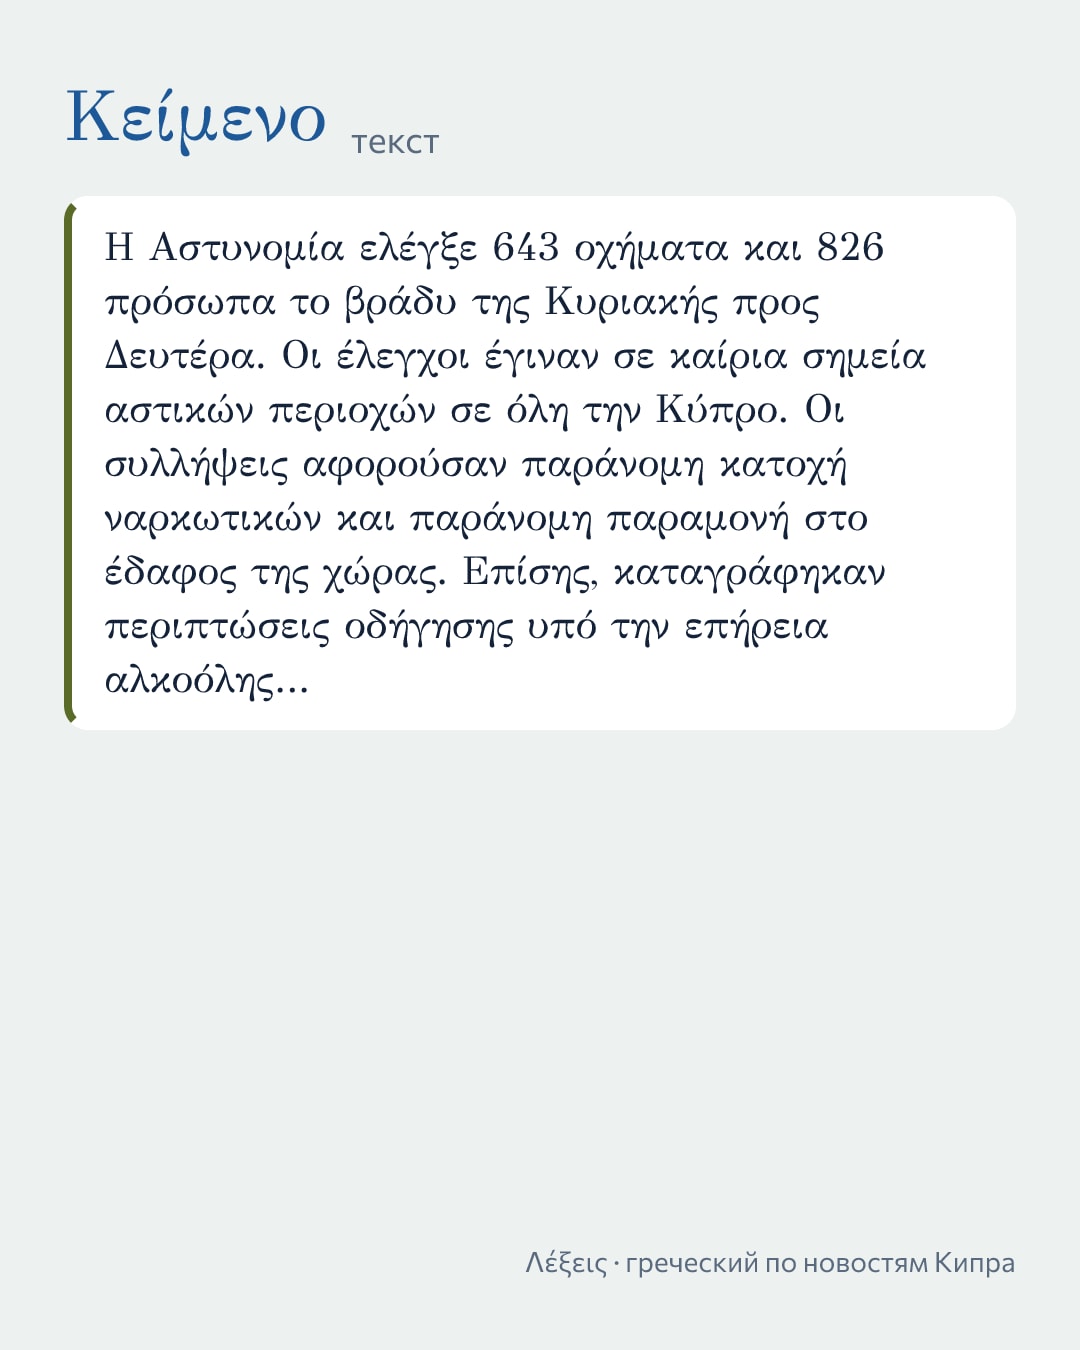 Κείμενο текст
Η Αστυνομία ελέγξε 643 οχήματα και 826
πρόσωπα το βράδυ της Κυριακής προς
Δευτέρα. Οι έλεγχοι έγιναν σε καίρια σημεία
αστικών περιοχών σε όλη την Κύπρο. Οι
συλλήψεις αφορούσαν παράνομη κατοχή
ναρκωτικών και παράνομη παραμονή στο
έδαφος της χώρας. Επίσης, καταγράφηκαν
περιπτώσεις οδήγησης υπό την επήρεια
αλκοόλης...
Λέξεις · греческий по новостям Кипра